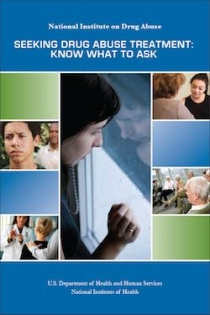 National Institute on Drug Abuse
SEEKING DRUG ABUSE TREATMENT:
KNOW WHAT TO ASK
U.S. Department of Health and Human Services
National Institutes of Health